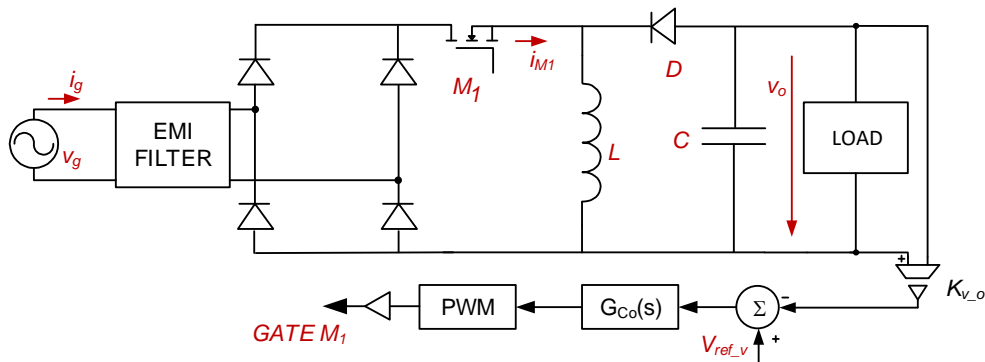 i_g
v_g
EMI
FILTER
M_1
i_M1
D
L
C
v_o
LOAD
+
K_v_o
GATE M_1
PWM
G_Co(s)
Σ
-
+
V_ref_v